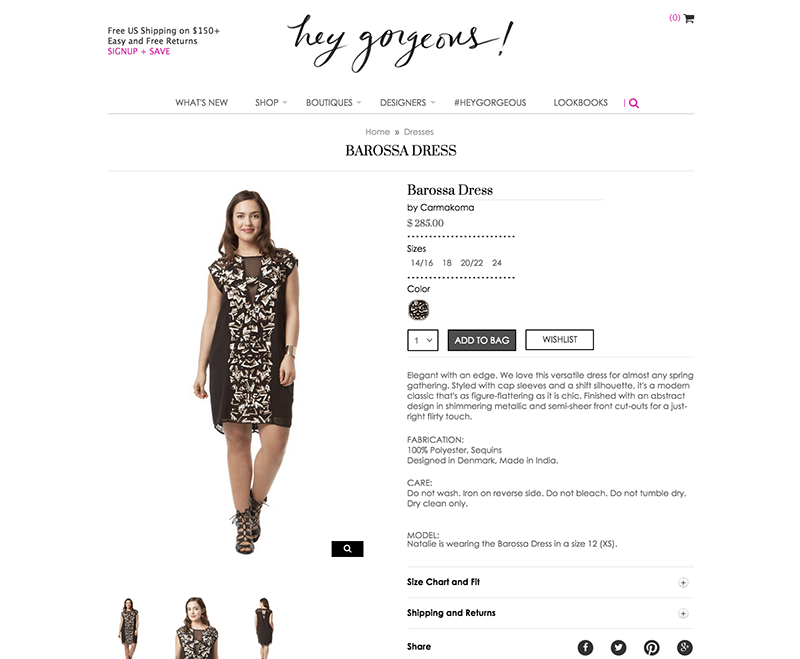 Free US Shipping on $150+
Easy and Free Returns
SIGNUP + SAVE
hey gorgeous!
(0)
WHAT'S NEW SHOP BOUTIQUES DESIGNERS #HEYGORGEOUS LOOKBOOKS |
Home » Dresses
BAROSSA DRESS
Barossa Dress
by Carmakoma
$ 285.00
Sizes
14/16 18 20/22 24
Color
1 ADD TO BAG WISHLIST
Elegant with an edge. We love this versatile dress for almost any spring
gathering. Styled with cap sleeves and a shift silhouette, it's a modern
classic that's as figure-flattering as it is chic. Finished with an abstract
design in shimmering metallic and semi-sheer front cut-outs for a just-
right flirty touch.
FABRICATION:
100% Polyester, Sequins
Designed in Denmark, Made in India.
CARE:
Do not wash. Iron on reverse side. Do not bleach. Do not tumble dry.
Dry clean only.
MODEL:
Natalie is wearing the Barossa Dress in a size 12 (XS).
Size Chart and Fit +
Shipping and Returns +
Share